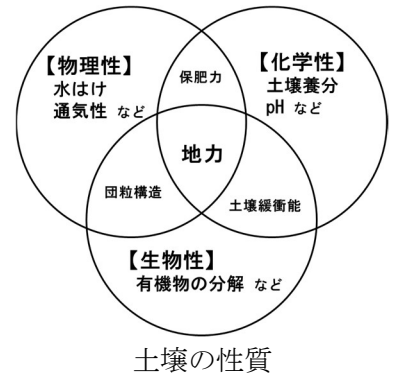 【物理性】
水はけ
通気性 など
保肥力
【化学性】
土壌養分
pH など
地力
団粒構造
土壌緩衝能
【生物性】
有機物の分解 など
土壌の性質